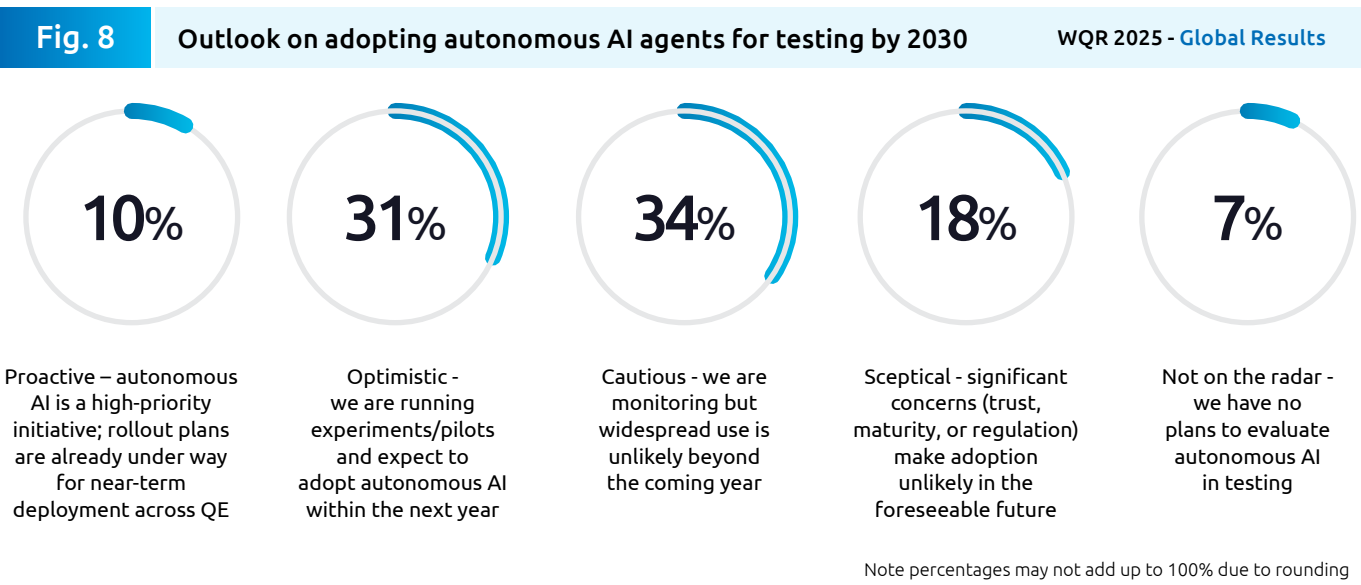 Fig. 8
Outlook on adopting autonomous AI agents for testing by 2030
WQR 2025 - Global Results
10%
31%
34%
18%
7%
Proactive – autonomous
AI is a high-priority
initiative; rollout plans
are already under way
for near-term
deployment across QE
Optimistic -
we are running
experiments/pilots
and expect to
adopt autonomous AI
within the next year
Cautious - we are
monitoring but
widespread use is
unlikely beyond
the coming year
Sceptical - significant
concerns (trust,
maturity, or regulation)
make adoption
unlikely in the
foreseeable future
Not on the radar -
we have no
plans to evaluate
autonomous AI
in testing
Note percentages may not add up to 100% due to rounding